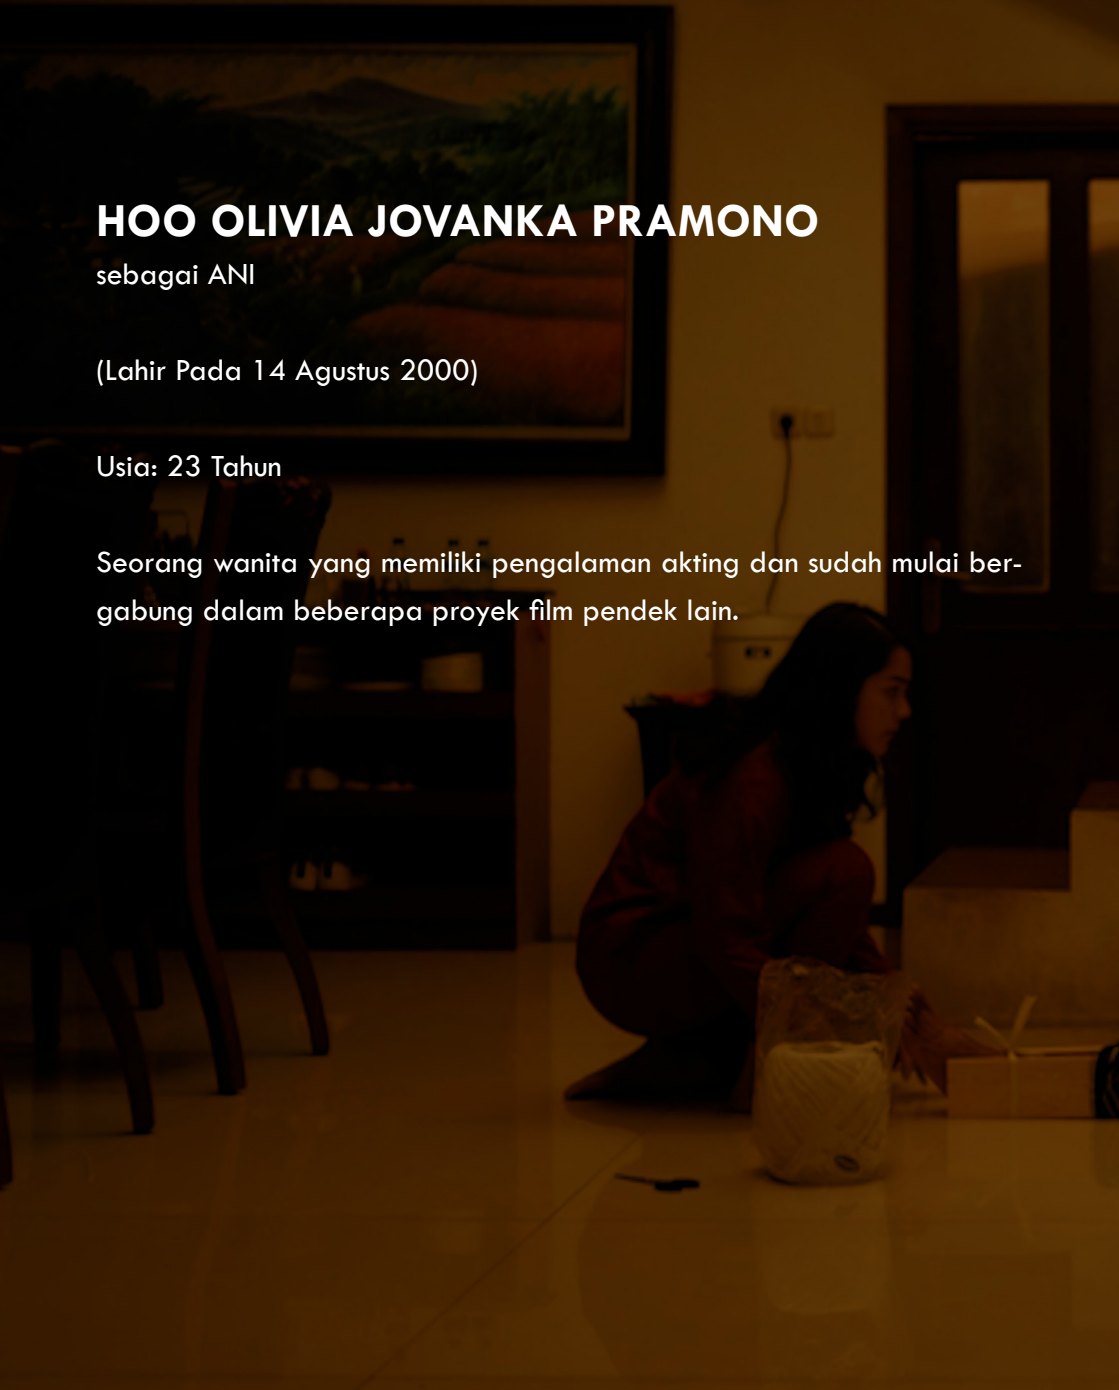 HOO OLIVIA JOVANKA PRAMONO
sebagai ANI
(Lahir Pada 14 Agustus 2000)
Usia: 23 Tahun
Seorang wanita yang memiliki pengalaman akting dan sudah mulai ber-
gabung dalam beberapa proyek film pendek lain.